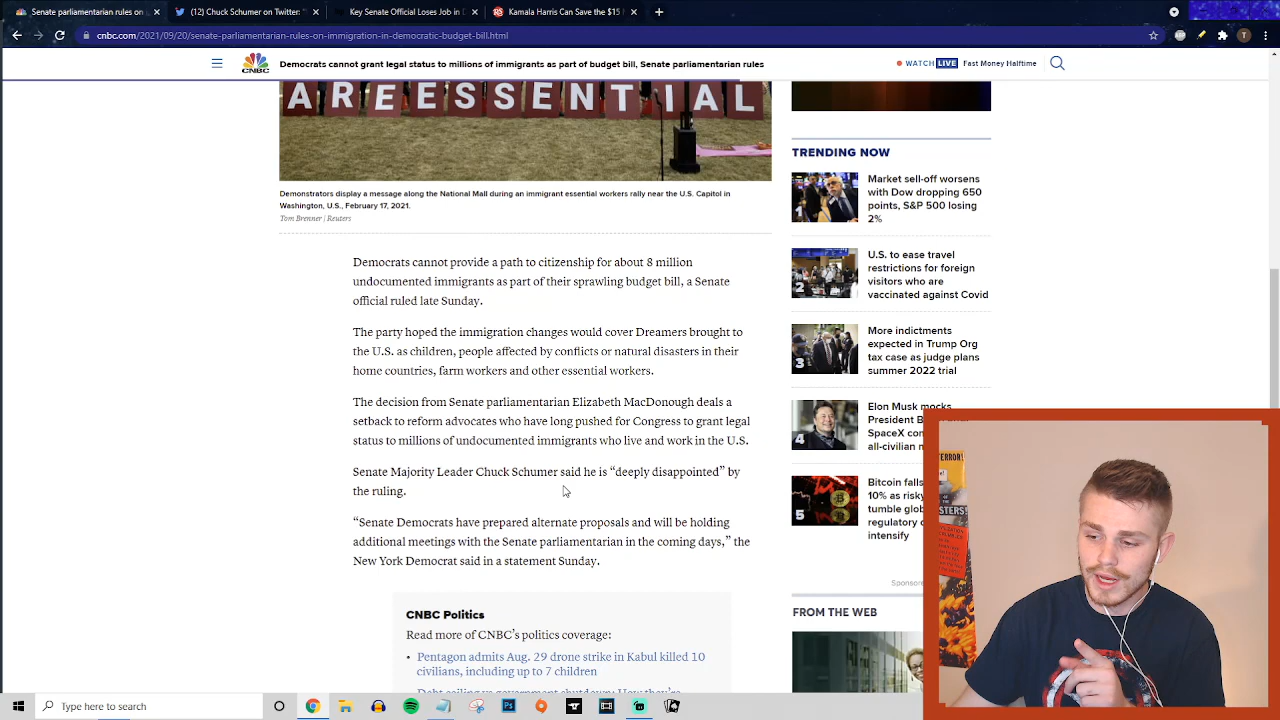 Senate parliamentarian rules on
(12) Chuck Schumer on Twitter:
Key Senate Official Loses Job in D
Kamala Harris Can Save the $15
cnbc.com/2021/09/20/senate-parliamentarian-rules-on-immigration-in-democratic-budget-bill.html
T
CNBC
Democrats cannot grant legal status to millions of immigrants as part of budget bill, Senate parliamentarian rules
WATCH LIVE Fast Money Halftime
ARE ESSENTIAL
Demonstrators display a message along the National Mall during an immigrant essential workers rally near the U.S. Capitol in
Washington, U.S., February 17, 2021.
Tom Brenner | Reuters
Democrats cannot provide a path to citizenship for about 8 million
undocumented immigrants as part of their sprawling budget bill, a Senate
official ruled late Sunday.
The party hoped the immigration changes would cover Dreamers brought to
the U.S. as children, people affected by conflicts or natural disasters in their
home countries, farm workers and other essential workers.
The decision from Senate parliamentarian Elizabeth MacDonough deals a
setback to reform advocates who have long pushed for Congress to grant legal
status to millions of undocumented immigrants who live and work in the U.S.
Senate Majority Leader Chuck Schumer said he is “deeply disappointed” by
the ruling.
“Senate Democrats have prepared alternate proposals and will be holding
additional meetings with the Senate parliamentarian in the coming days,” the
New York Democrat said in a statement Sunday.
CNBC Politics
Read more of CNBC’s politics coverage:
• Pentagon admits Aug. 29 drone strike in Kabul killed 10
civilians, including up to 7 children
Debt ceiling vs government shutdown: How they’re
TRENDING NOW
1
Market sell-off worsens
with Dow dropping 650
points, S&P 500 losing
2%
2
U.S. to ease travel
restrictions for foreign
visitors who are
vaccinated against Covid
3
More indictments
expected in Trump Org
tax case as judge plans
summer 2022 trial
4
Elon Musk mocks
President B
SpaceX co
all-civilian m
5
Bitcoin falls
10% as risky
tumble glob
regulatory c
intensify
Sponsore
FROM THE WEB
TERROR!
STERS!
Type here to search